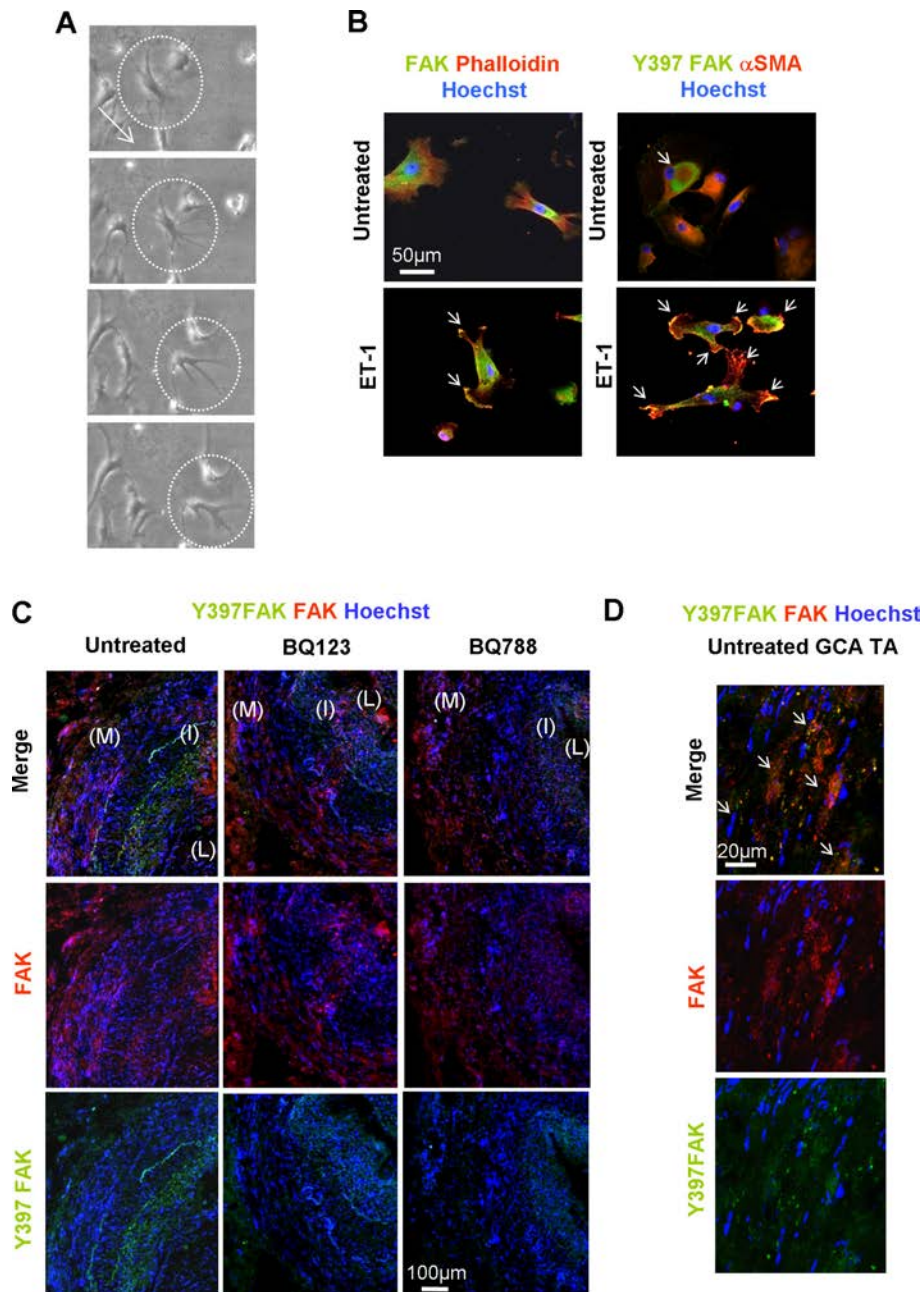 A
B
FAK Phalloidin
Hoechst
Y397 FAK αSMA
Hoechst
Untreated
50µm
Untreated
ET-1
ET-1
C
Y397FAK FAK Hoechst
Untreated
BQ123
BQ788
Merge
(M)
(I)
(L)
(M)
(I)
(L)
(M)
(I)
(L)
FAK
Y397 FAK
100µm
D
Y397FAK FAK Hoechst
Untreated GCA TA
Merge
20µm
FAK
Y397FAK